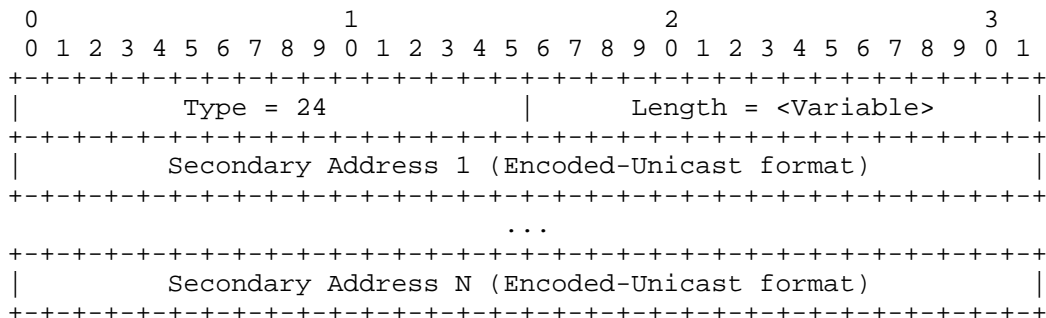 0                   1                   2                   3
 0 1 2 3 4 5 6 7 8 9 0 1 2 3 4 5 6 7 8 9 0 1 2 3 4 5 6 7 8 9 0 1
+-+-+-+-+-+-+-+-+-+-+-+-+-+-+-+-+-+-+-+-+-+-+-+-+-+-+-+-+-+-+-+-+
|          Type = 24            |      Length = <Variable>      |
+-+-+-+-+-+-+-+-+-+-+-+-+-+-+-+-+-+-+-+-+-+-+-+-+-+-+-+-+-+-+-+-+
|         Secondary Address 1 (Encoded-Unicast format)          |
+-+-+-+-+-+-+-+-+-+-+-+-+-+-+-+-+-+-+-+-+-+-+-+-+-+-+-+-+-+-+-+-+
                               ...
+-+-+-+-+-+-+-+-+-+-+-+-+-+-+-+-+-+-+-+-+-+-+-+-+-+-+-+-+-+-+-+-+
|         Secondary Address N (Encoded-Unicast format)          |
+-+-+-+-+-+-+-+-+-+-+-+-+-+-+-+-+-+-+-+-+-+-+-+-+-+-+-+-+-+-+-+-+